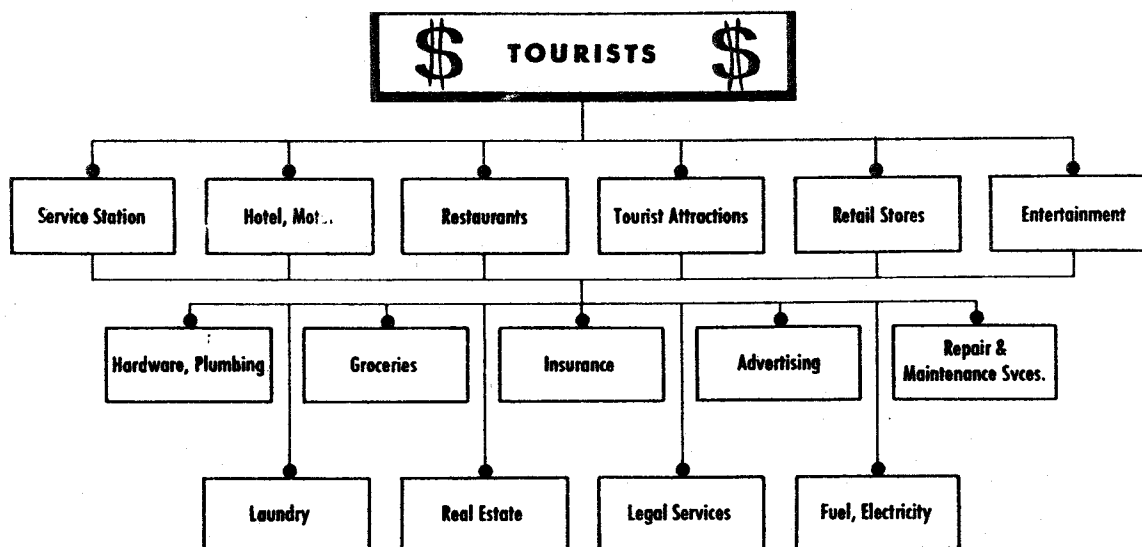 $ TOURISTS $
Service Station
Hotel,
Restaurants
Tourist Attractions
Retail Stores
Entertainment
Hardware, Plumbing
Groceries
Insurance
Advertising
Repair &
Maintenance Svces.
Laundry
Real Estate
Legal Services
Fuel, Electricity